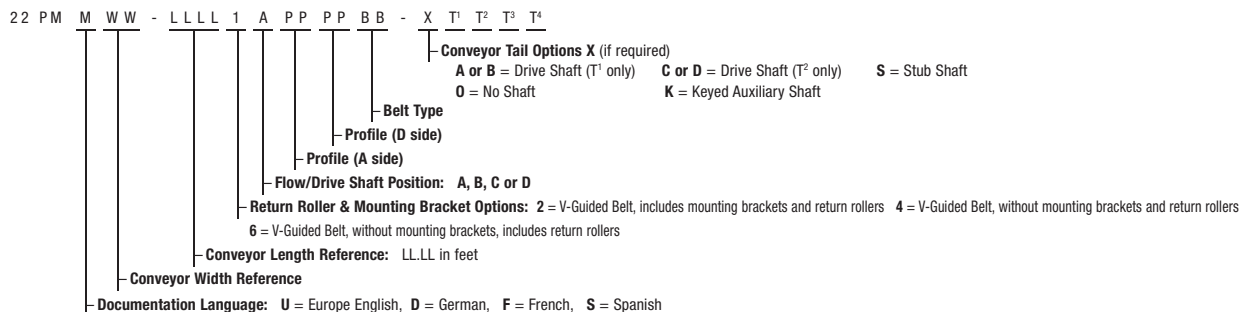 22 PM M WW - LLLL 1 A PP PP BB - X T¹ T² T³ T⁴
Conveyor Tail Options X (if required)
A or B = Drive Shaft (T¹ only) C or D = Drive Shaft (T² only) S = Stub Shaft
O = No Shaft K = Keyed Auxiliary Shaft
Belt Type
Profile (D side)
Profile (A side)
Flow/Drive Shaft Position: A, B, C or D
Return Roller & Mounting Bracket Options: 2 = V-Guided Belt, includes mounting brackets and return rollers 4 = V-Guided Belt, without mounting brackets and return rollers
6 = V-Guided Belt, without mounting brackets, includes return rollers
Conveyor Length Reference: LL.LL in feet
Conveyor Width Reference
Documentation Language: U = Europe English, D = German, F = French, S = Spanish